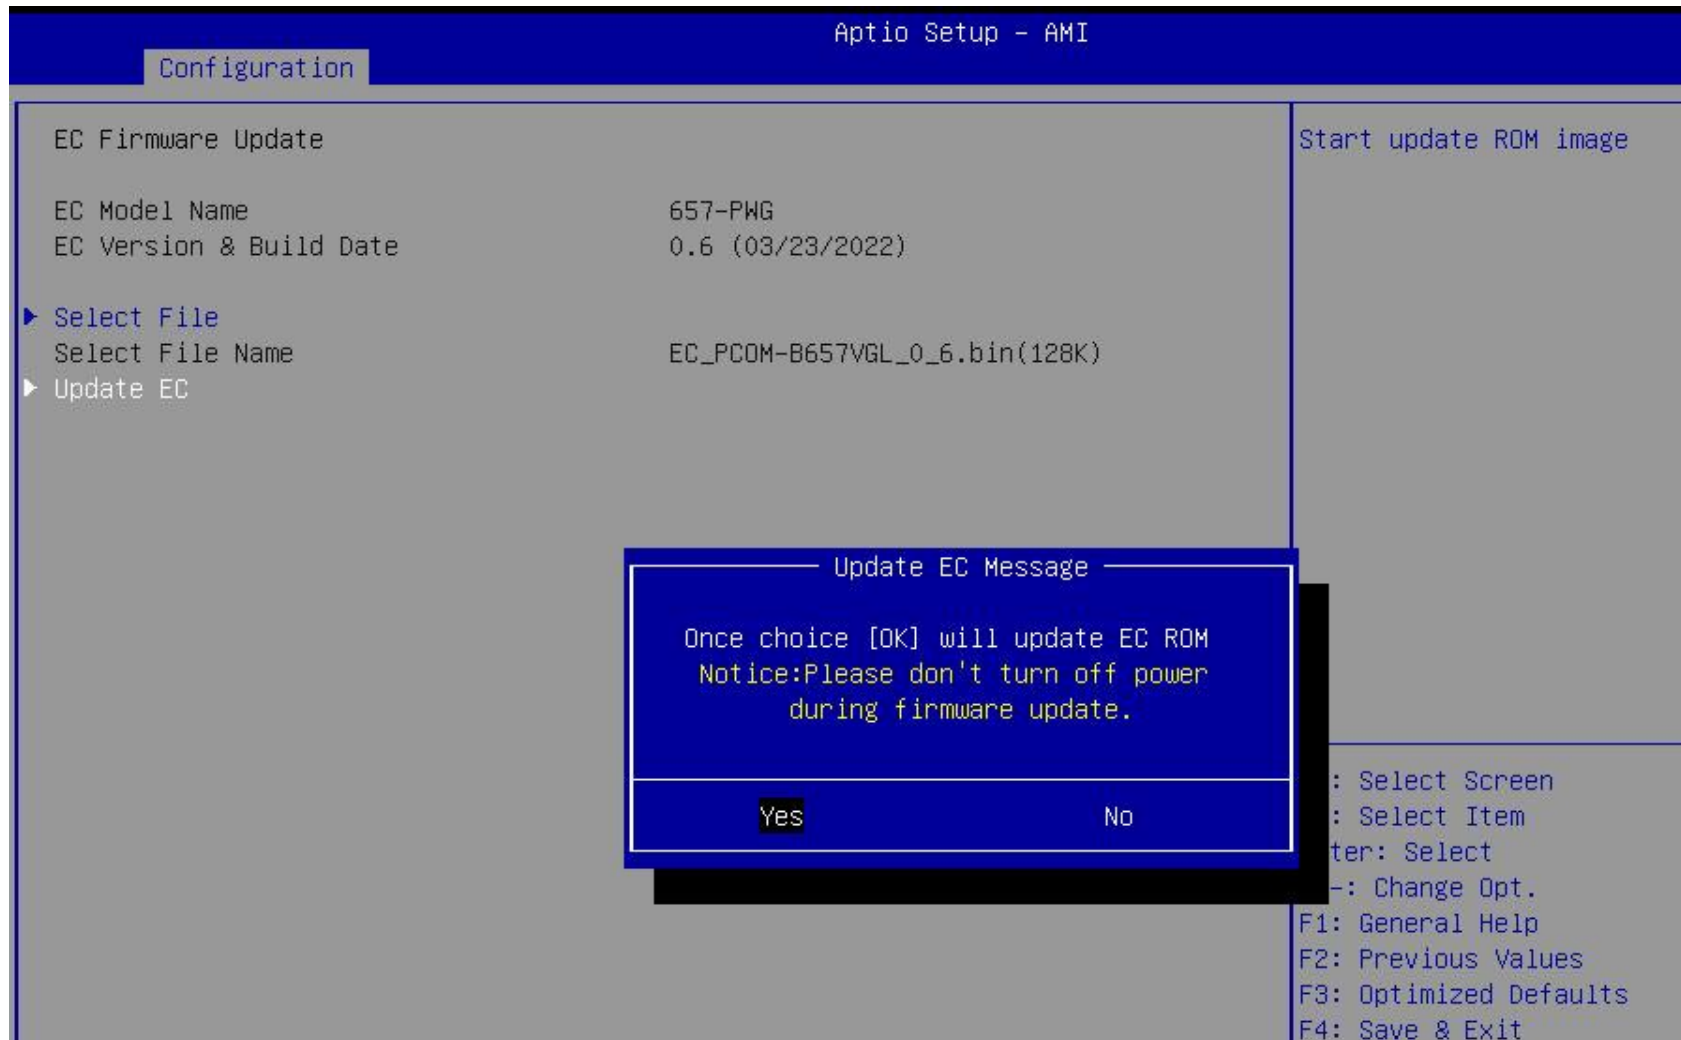 Aptio Setup – AMI
Configuration
EC Firmware Update
EC Model Name 657-PWG
EC Version & Build Date 0.6 (03/23/2022)
Select File
Select File Name EC_PCOM-B657VGL_0_6.bin(128K)
Update EC
Start update ROM image
Update EC Message
Once choice [OK] will update EC ROM
Notice:Please don't turn off power
during firmware update.
Yes No
: Select Screen
: Select Item
ter: Select
-: Change Opt.
F1: General Help
F2: Previous Values
F3: Optimized Defaults
F4: Save & Exit